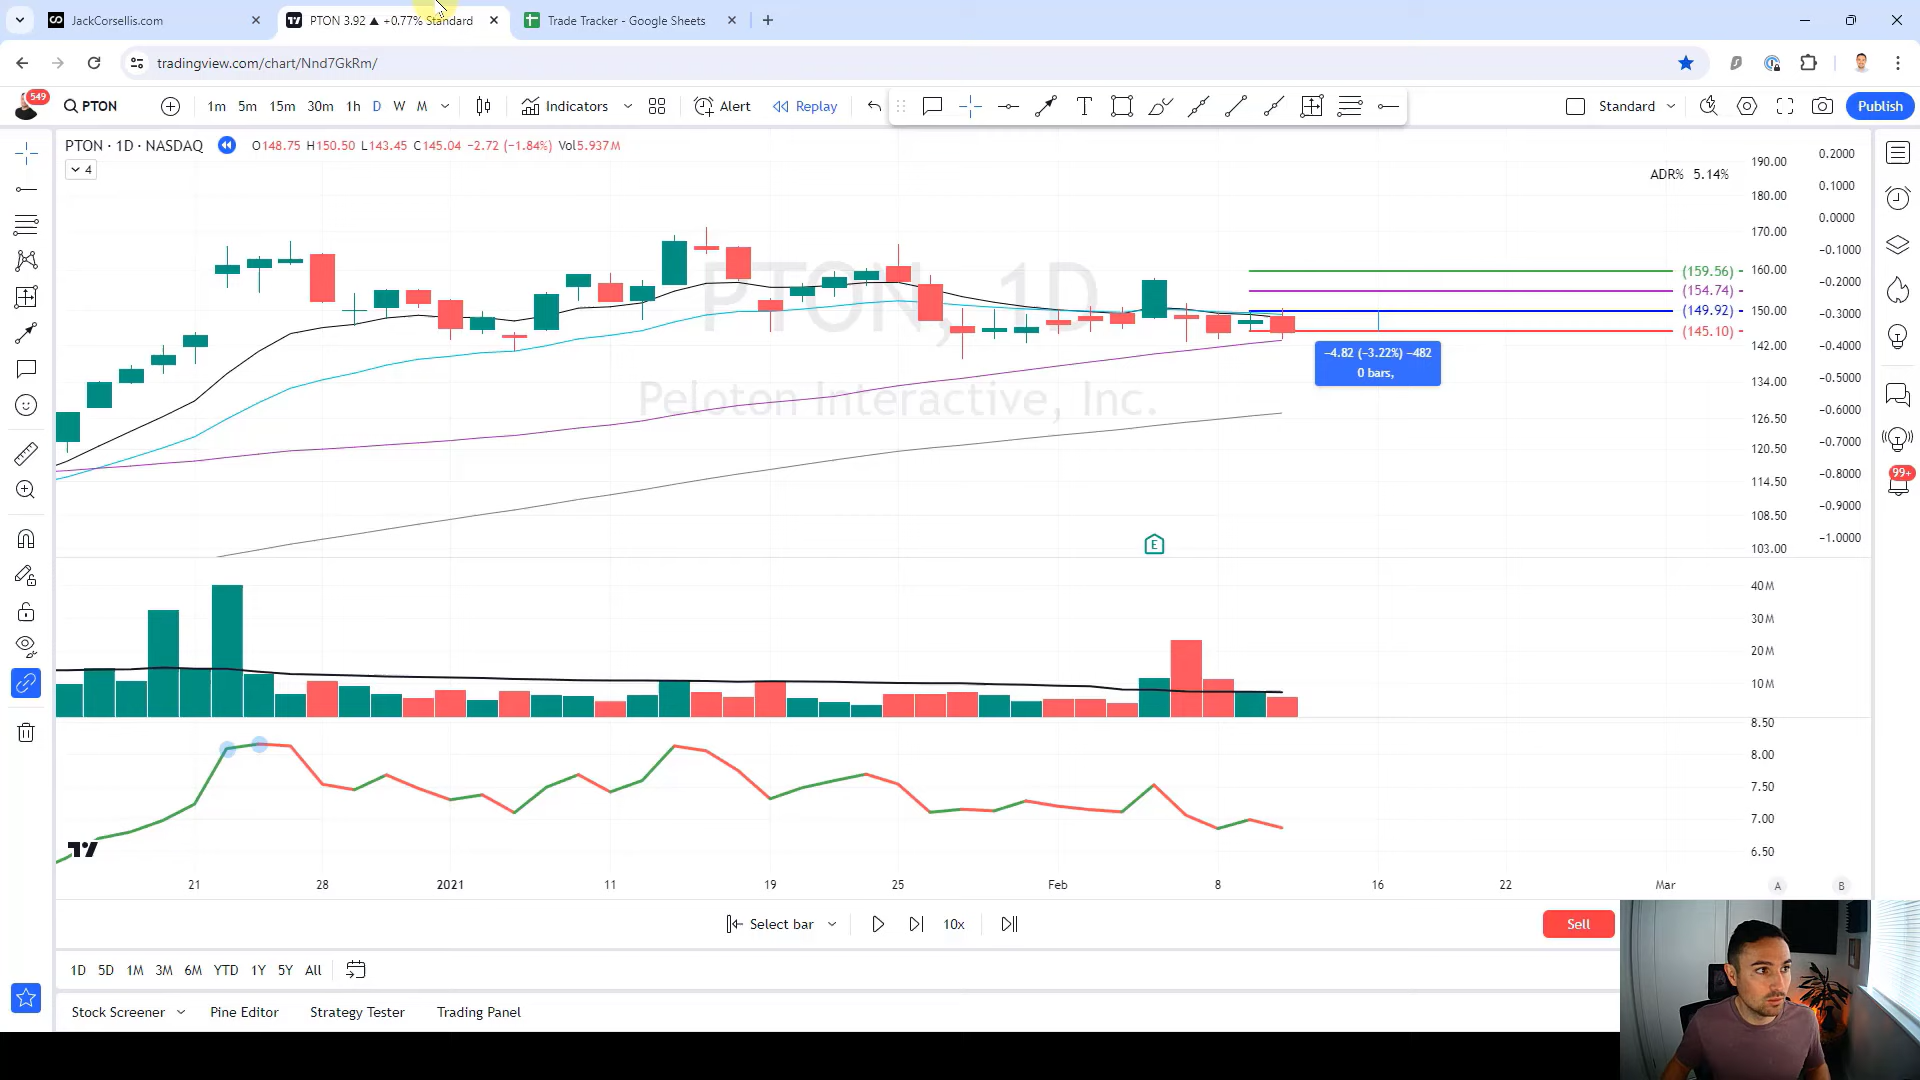 JackCorsellis.com
PTON 3.92 ▲ +0.77% Standard
Trade Tracker - Google Sheets
tradingview.com/chart/Nnd7GkRm/
549
PTON
1m 5m 15m 30m 1h D W M
Indicators
Alert
Replay
Standard
Publish
PTON · 1D · NASDAQ
O148.75 H150.50 L143.45 C145.04 −2.72 (−1.84%) Vol5.937M
4
ADR% 5.14%
PTON, 1D
Peloton Interactive, Inc.
(159.56)
(154.74)
(149.92)
(145.10)
−4.82 (−3.22%) −482
0 bars,
E
190.00
180.00
170.00
160.00
150.00
142.00
134.00
126.50
120.50
114.50
108.50
103.00
0.2000
0.1000
0.0000
−0.1000
−0.2000
−0.3000
−0.4000
−0.5000
−0.6000
−0.7000
−0.8000
−0.9000
−1.0000
99+
40M
30M
20M
10M
8.50
8.00
7.50
7.00
6.50
21 28 2021 11 19 25 Feb 8 16 22 Mar
A B
Select bar
10x
Sell
1D 5D 1M 3M 6M YTD 1Y 5Y All
Stock Screener
Pine Editor
Strategy Tester
Trading Panel